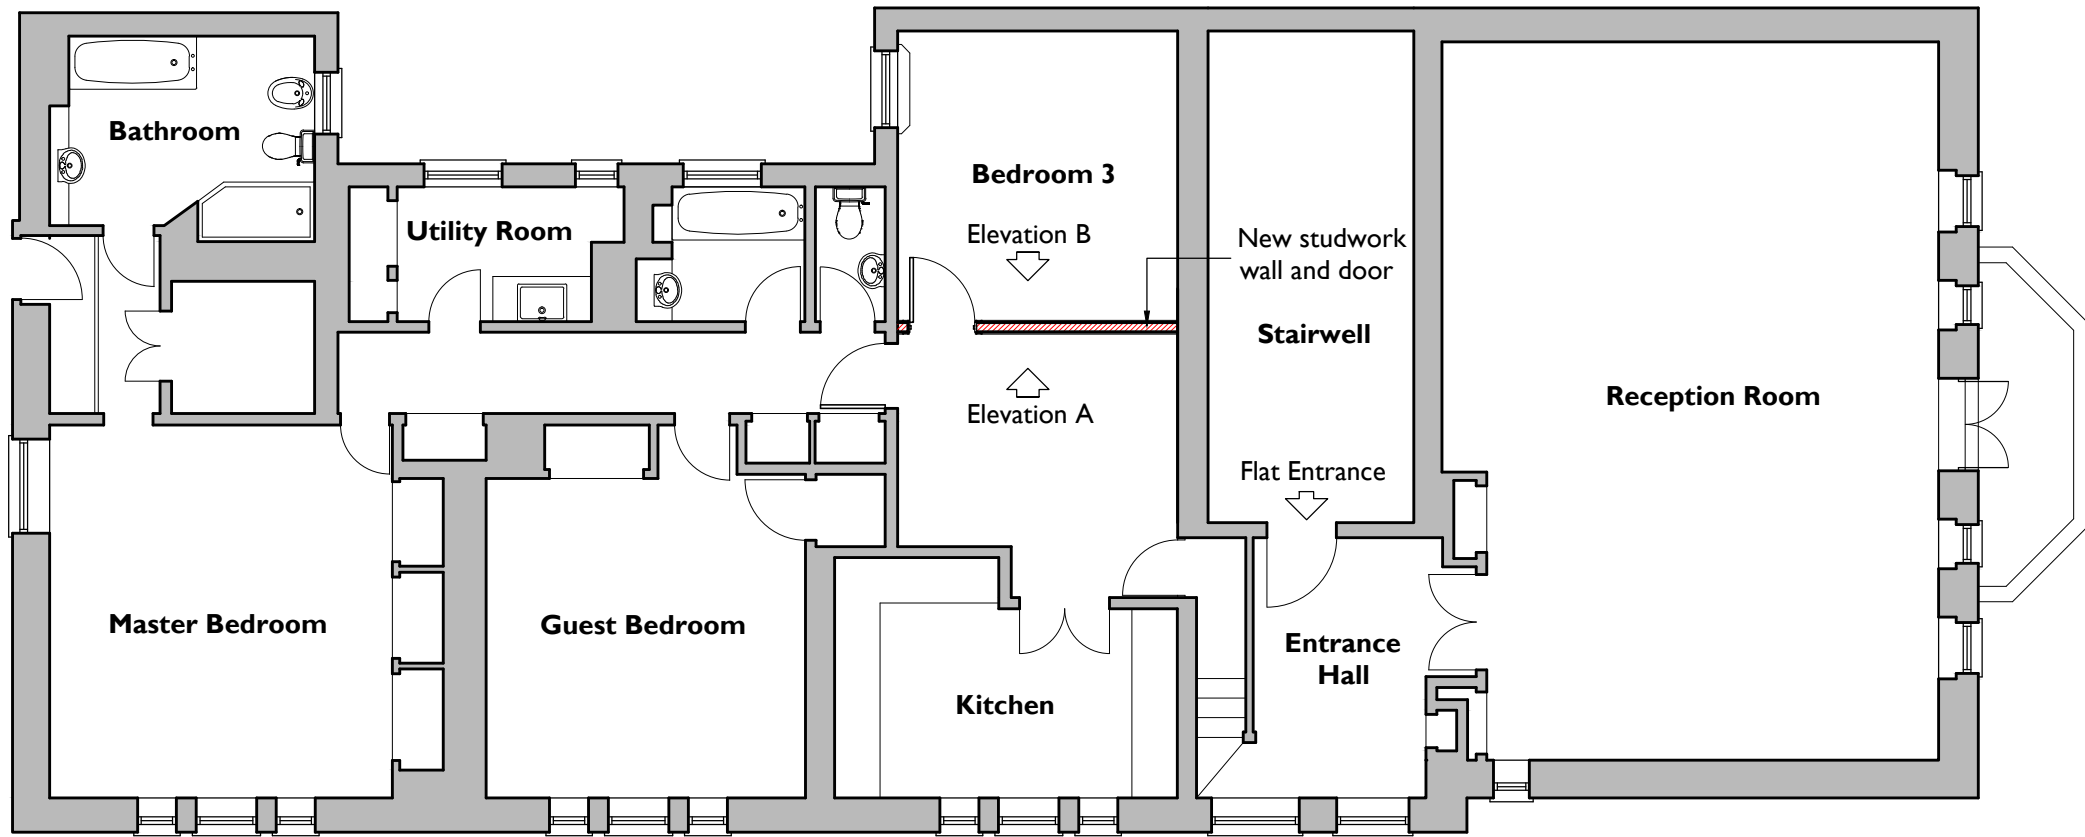 Bathroom
Bedroom 3
Utility Room
Elevation B
New studwork
wall and door
Stairwell
Reception Room
Elevation A
Flat Entrance
Master Bedroom
Guest Bedroom
Entrance
Hall
Kitchen